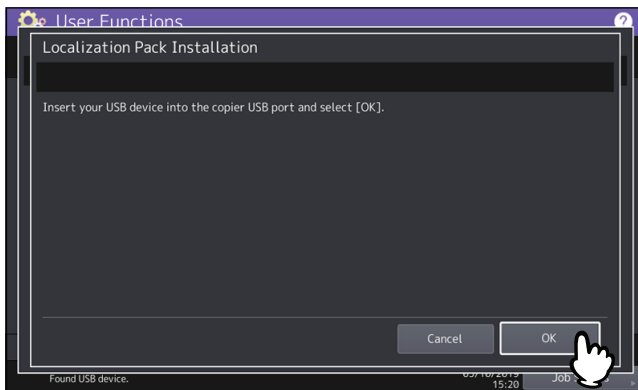 User Functions
?
Localization Pack Installation
Insert your USB device into the copier USB port and select [OK].
Cancel
OK
Found USB device.
15:20
Job